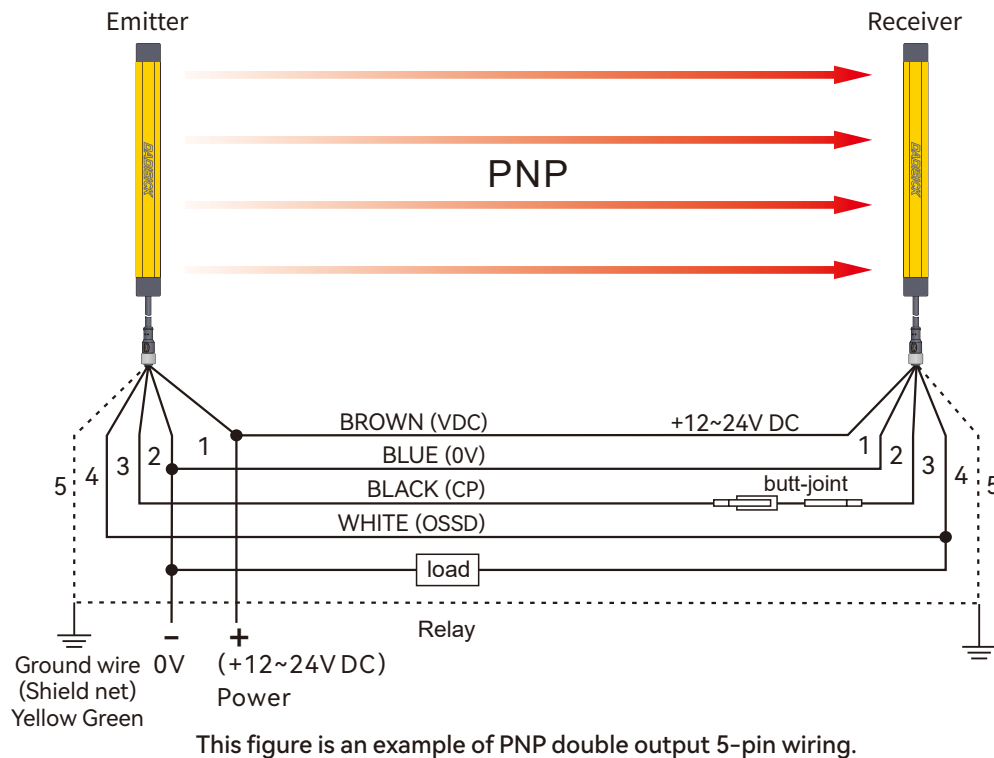 Emitter
Receiver
DADISICK
DADISICK
PNP
BROWN (VDC)
+12~24V DC
BLUE (0V)
BLACK (CP)
butt-joint
WHITE (OSSD)
load
1
2
3
4
5
1
2
3
4
5
Relay
- +
Ground wire
(Shield net)
Yellow Green
0V
(+12~24V DC)
Power
This figure is an example of PNP double output 5-pin wiring.